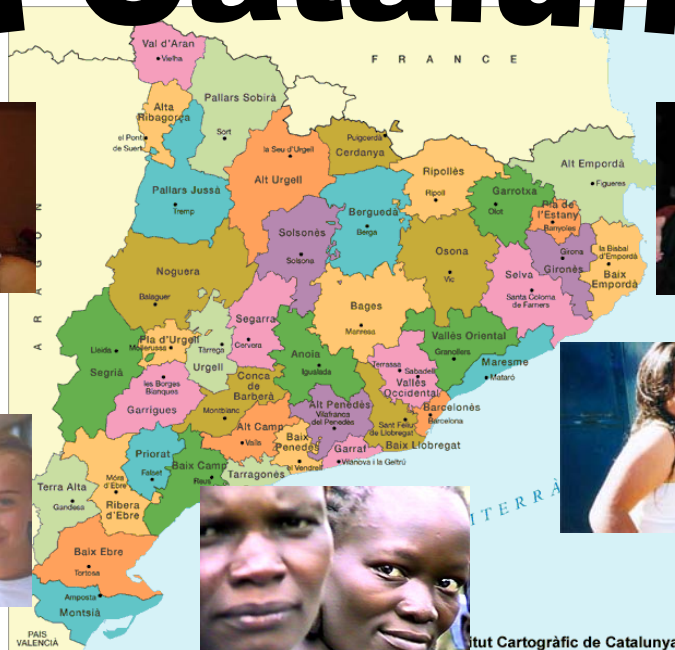 Catalun
F R A N C E
Val d'Aran
Vielha
Pallars Sobirà
Alta
Ribagorça
el Pont
de Suert
Sort
Puigcerdà
Cerdanya
la Seu d'Urgell
Alt Urgell
Ripollès
Ripoll
Garrotxa
Olot
Alt Empordà
Figueres
Pla de
l'Estany
Banyoles
Pallars Jussà
Tremp
Berguedà
Berga
Solsonès
Solsona
Osona
Vic
Girona
Gironès
la Bisbal
d'Empordà
Baix
Empordà
Selva
Santa Coloma
de Farners
A R A G O N
Noguera
Balaguer
Bages
Manresa
Segarra
Cervera
Pla d'Urgell
Mollerussa
Tàrrega
Urgell
Lleida
Segrià
Anoia
Igualada
Vallès Oriental
Granollers
Maresme
Mataró
Terrassa
Sabadell
Vallès
Occidental
les Borges
Blanques
Garrigues
Conca
de
Barberà
Montblanc
Alt Penedès
Vilafranca
del Penedès
Barcelonès
Barcelona
Sant Feliu
de Llobregat
Baix Llobregat
Alt Camp
Valls
Baix
Penedès
el Vendrell
Garraf
Vilanova i la Geltrú
Priorat
Falset
Baix Camp
Reus
Tarragonès
Terra Alta
Gandesa
Móra
d'Ebre
Ribera
d'Ebre
ITERRÀ
Baix Ebre
Tortosa
Amposta
Montsià
PAIS
VALENCIÀ
itut Cartogràfic de Catalunya